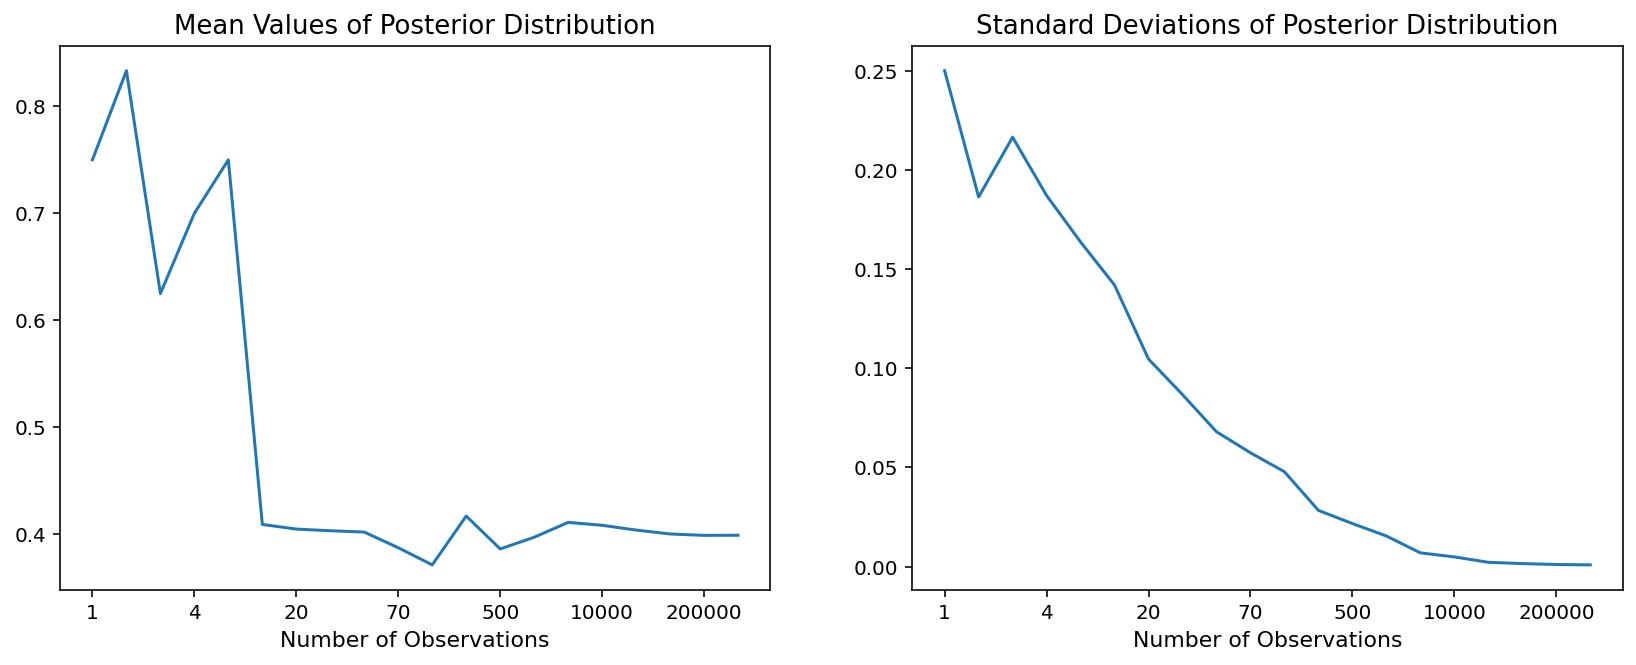 Mean Values of Posterior Distribution
0.8
0.7
0.6
0.5
0.4
1 4 20 70 500 10000 200000
Number of Observations
Standard Deviations of Posterior Distribution
0.25
0.20
0.15
0.10
0.05
0.00
1 4 20 70 500 10000 200000
Number of Observations